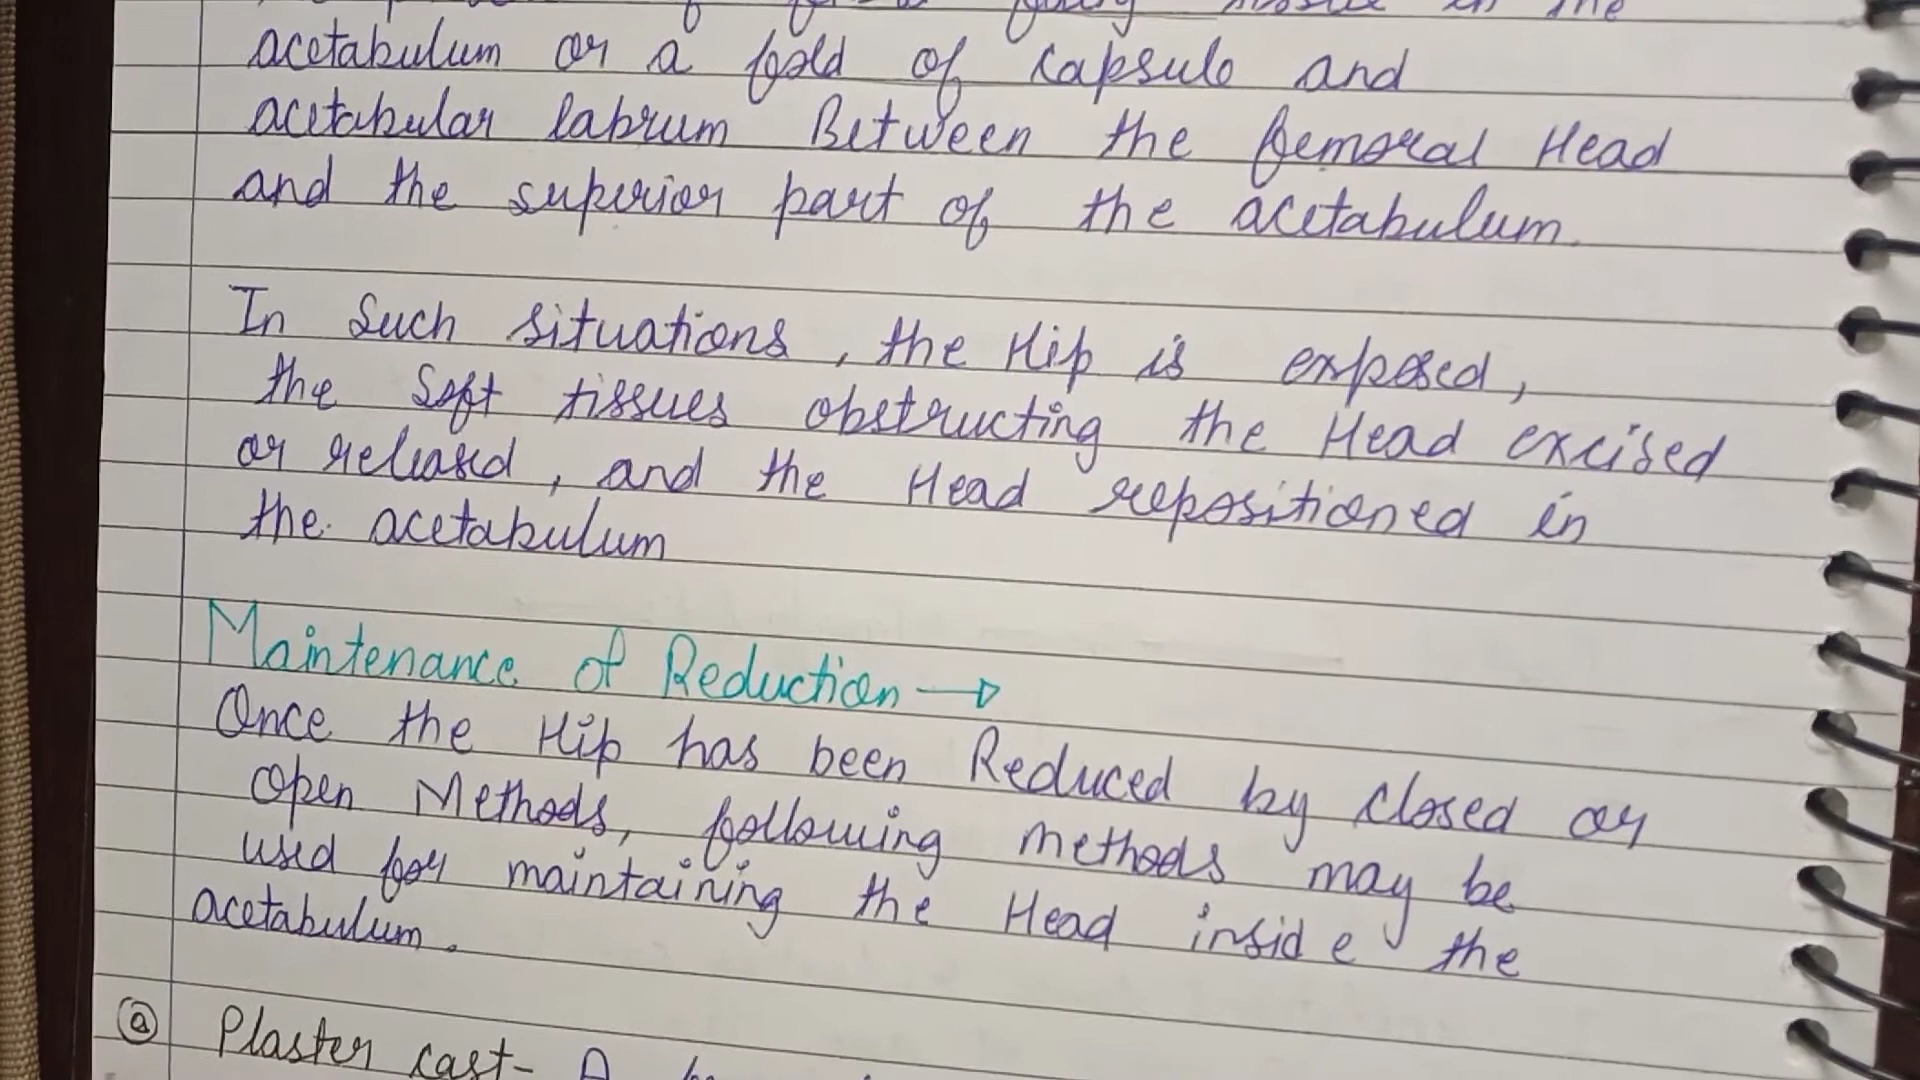 in the
acetabulum or a fold of capsule and
acetabular labrum Between the femoral Head
and the superior part of the acetabulum.
In Such situations, the Hip is exposed,
the Soft tissues obstructing the Head excised
or released, and the Head repositioned in
the acetabulum
Maintenance of Reduction →
Once the Hip has been Reduced by closed or
open Methods, following methods may be
used for maintaining the Head inside the
acetabulum.
(a) Plaster cast- A